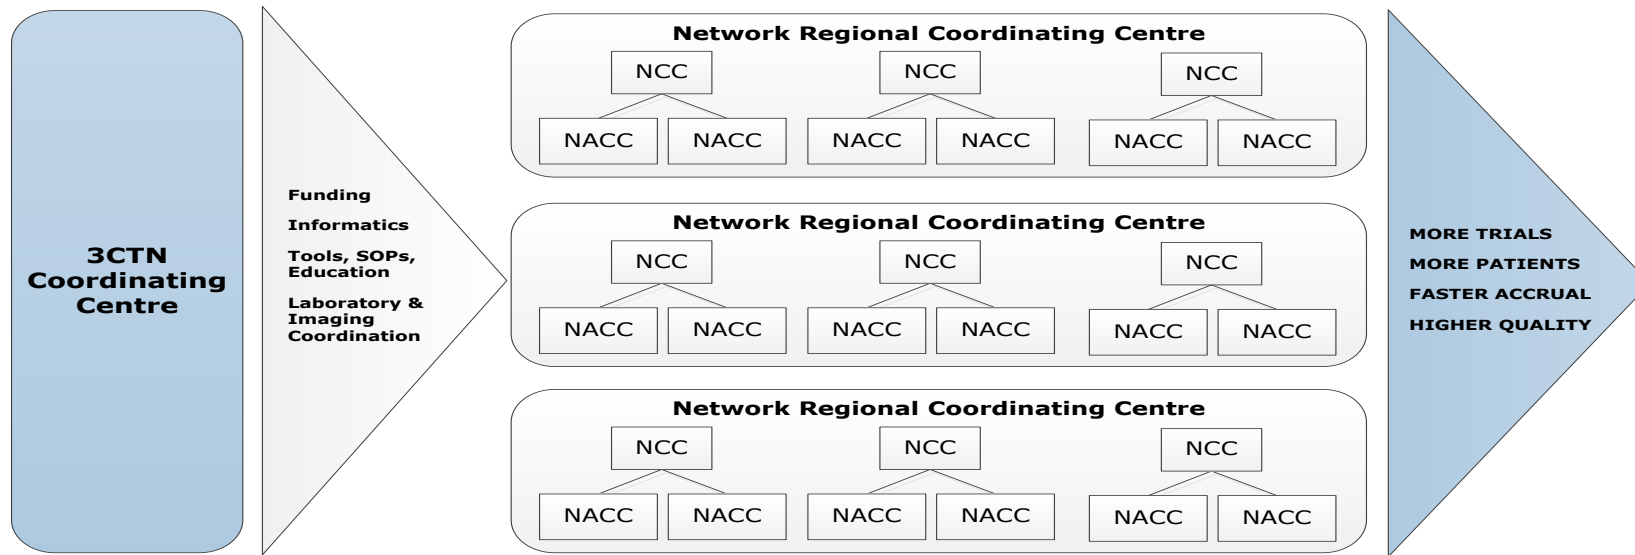 3CTN
Coordinating
Centre
Funding
Informatics
Tools, SOPs,
Education
Laboratory &
Imaging
Coordination
Network Regional Coordinating Centre
NCC NCC NCC
NACC NACC NACC NACC NACC NACC
Network Regional Coordinating Centre
NCC NCC NCC
NACC NACC NACC NACC NACC NACC
Network Regional Coordinating Centre
NCC NCC NCC
NACC NACC NACC NACC NACC NACC
MORE TRIALS
MORE PATIENTS
FASTER ACCRUAL
HIGHER QUALITY